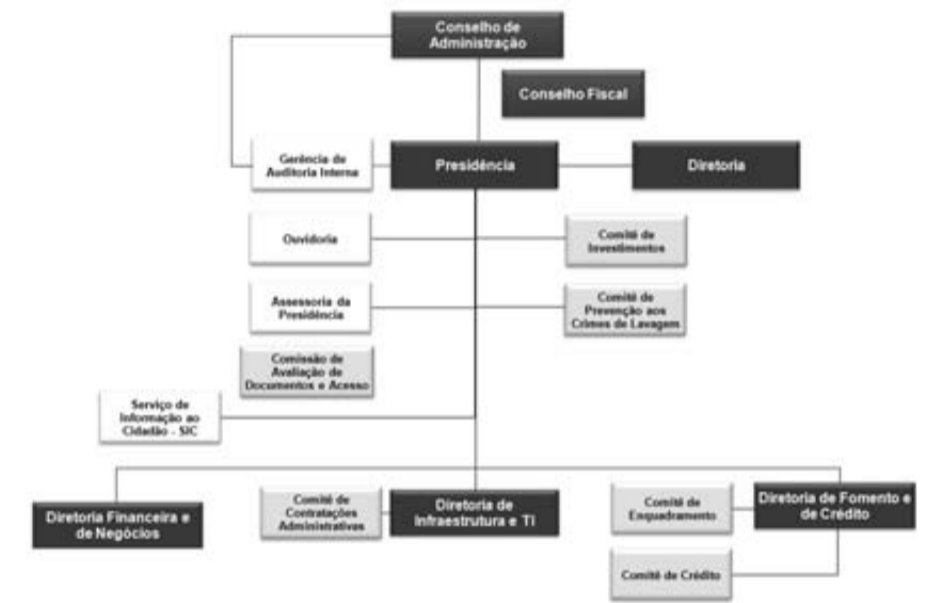 Conselho de
Administração
Conselho Fiscal
Gerência de
Auditoria Interna
Presidência
Diretoria
Ouvidoria
Comitê de
Investimentos
Assessoria da
Presidência
Comitê de
Prevenção aos
Crimes de Lavagem
Comissão de
Avaliação de
Documentos e Acesso
Serviço de
Informação ao
Cidadão - SIC
Diretoria Financeira e
de Negócios
Comitê de
Contratações
Administrativas
Diretoria de
Infraestrutura e TI
Comitê de
Enquadramento
Diretoria de Fomento e
de Crédito
Comitê de Crédito